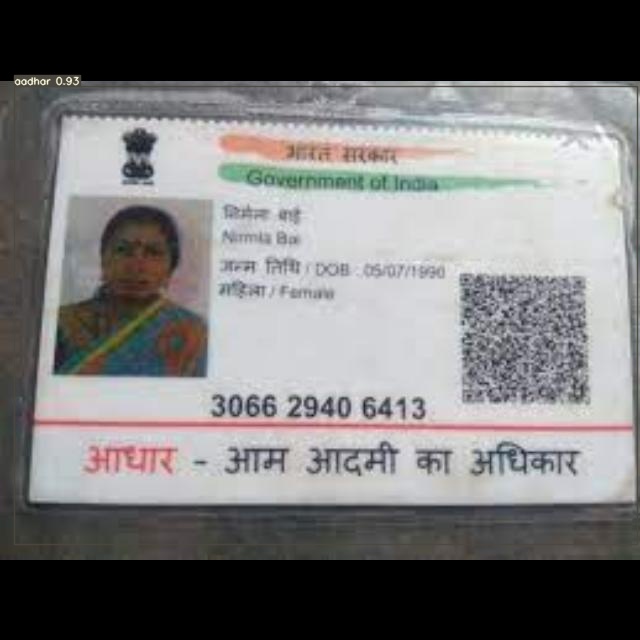 aadhar 0.93
भारत सरकार
Government of India
निर्मला बाई
Nirmla Bai
जन्म तिथि / DOB : 05/07/1990
महिला / Female
3066 2940 6413
आधार - आम आदमी का अधिकार